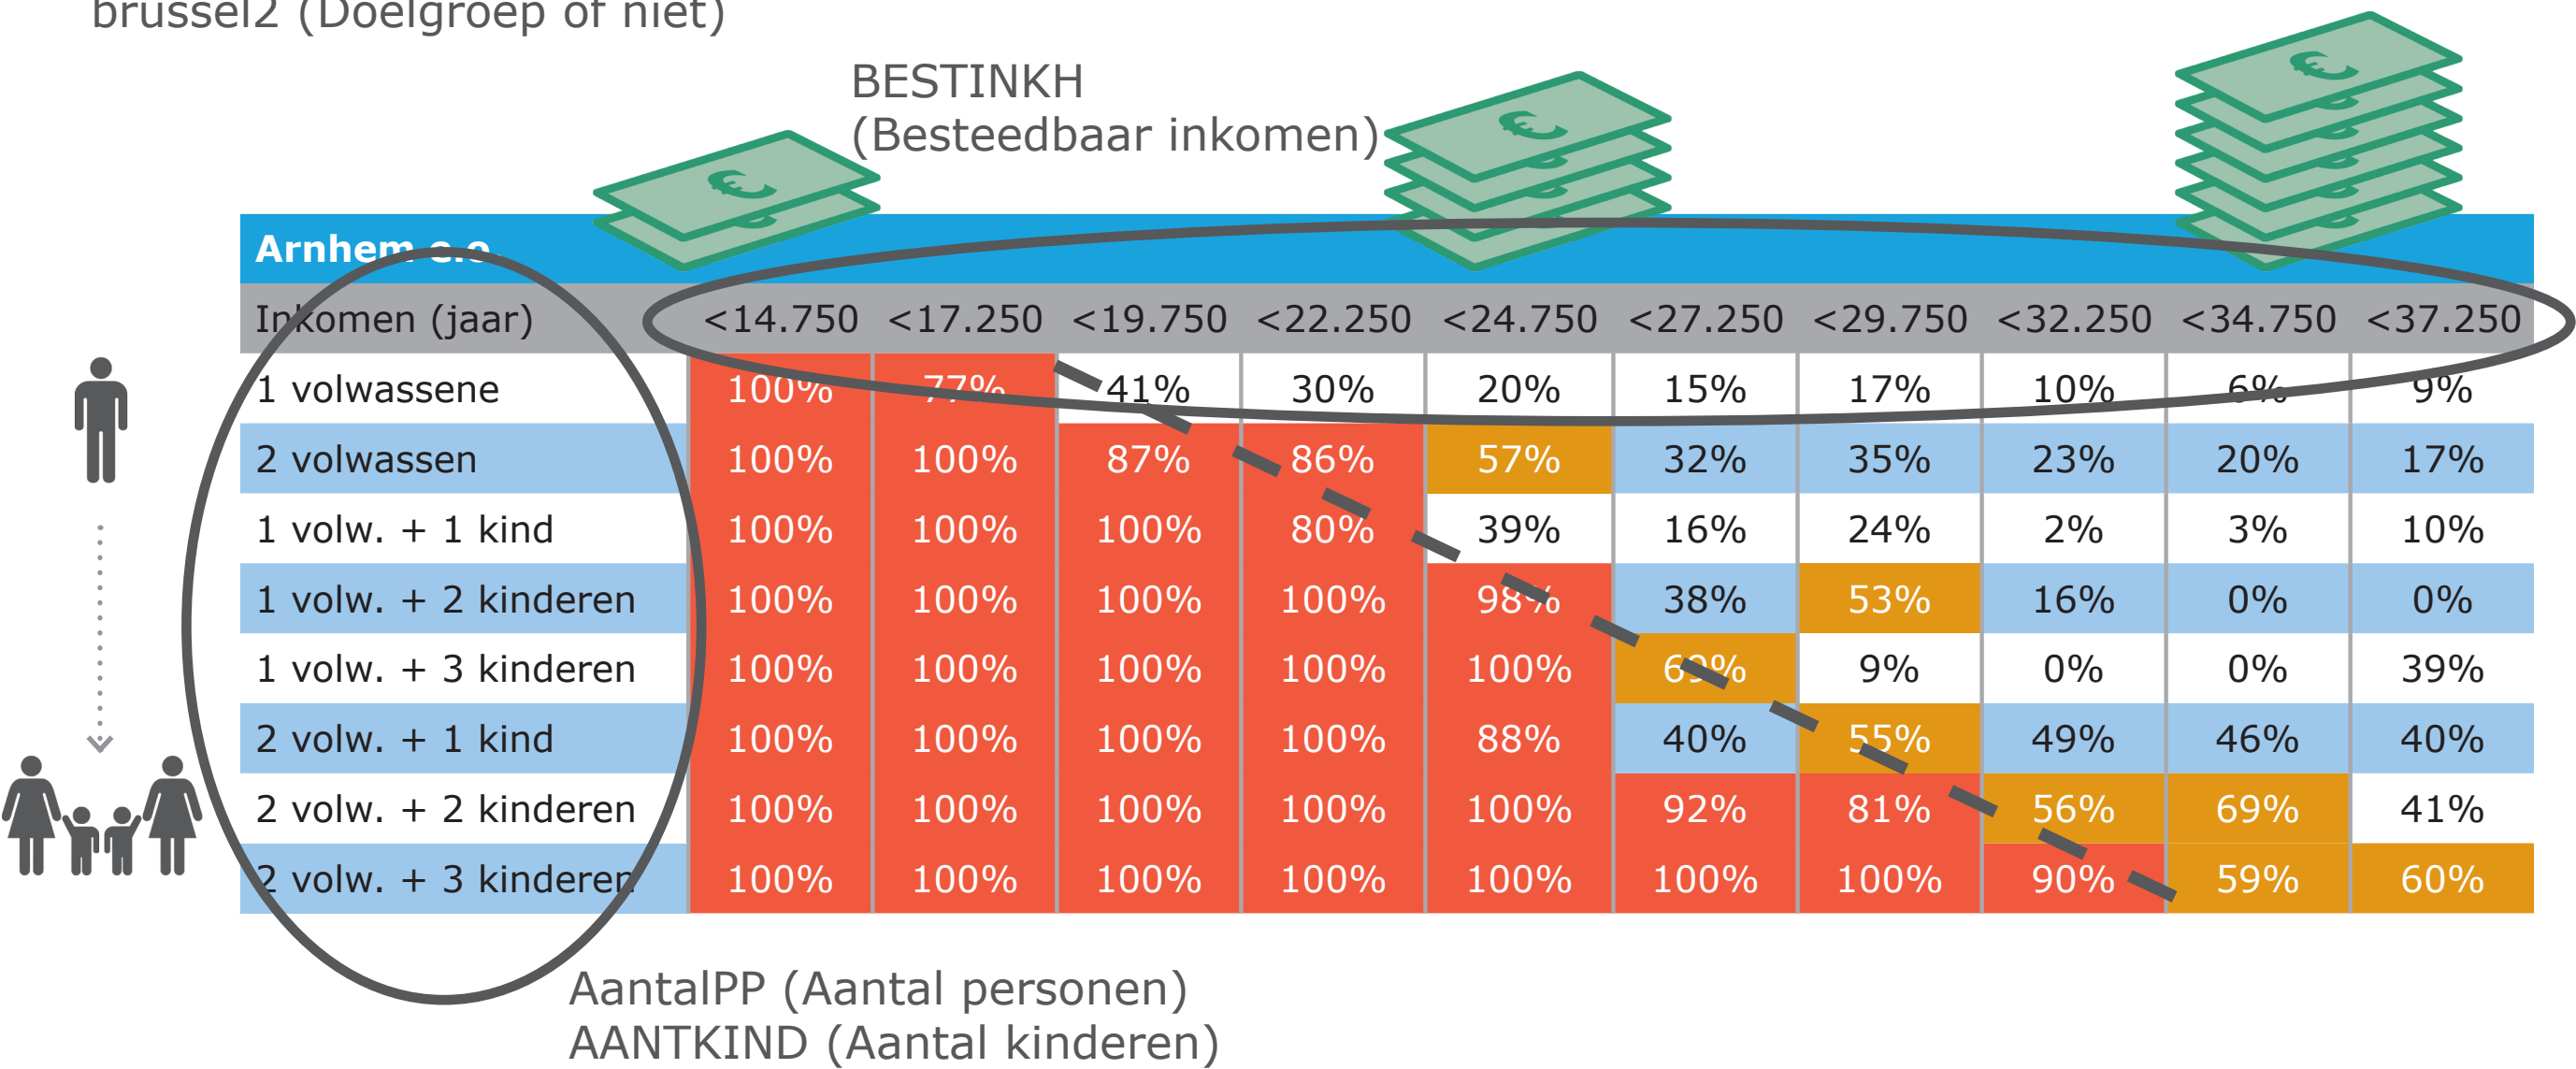 brussel2 (Doelgroep of niet)
BESTINKH
(Besteedbaar inkomen)
Arnhem e.o.
Inkomen (jaar) <14.750 <17.250 <19.750 <22.250 <24.750 <27.250 <29.750 <32.250 <34.750 <37.250
1 volwassene 100% 77% 41% 30% 20% 15% 17% 10% 6% 9%
2 volwassen 100% 100% 87% 86% 57% 32% 35% 23% 20% 17%
1 volw. + 1 kind 100% 100% 100% 80% 39% 16% 24% 2% 3% 10%
1 volw. + 2 kinderen 100% 100% 100% 100% 98% 38% 53% 16% 0% 0%
1 volw. + 3 kinderen 100% 100% 100% 100% 100% 69% 9% 0% 0% 39%
2 volw. + 1 kind 100% 100% 100% 100% 88% 40% 55% 49% 46% 40%
2 volw. + 2 kinderen 100% 100% 100% 100% 100% 92% 81% 56% 69% 41%
2 volw. + 3 kinderen 100% 100% 100% 100% 100% 100% 100% 90% 59% 60%
AantalPP (Aantal personen)
AANTKIND (Aantal kinderen)